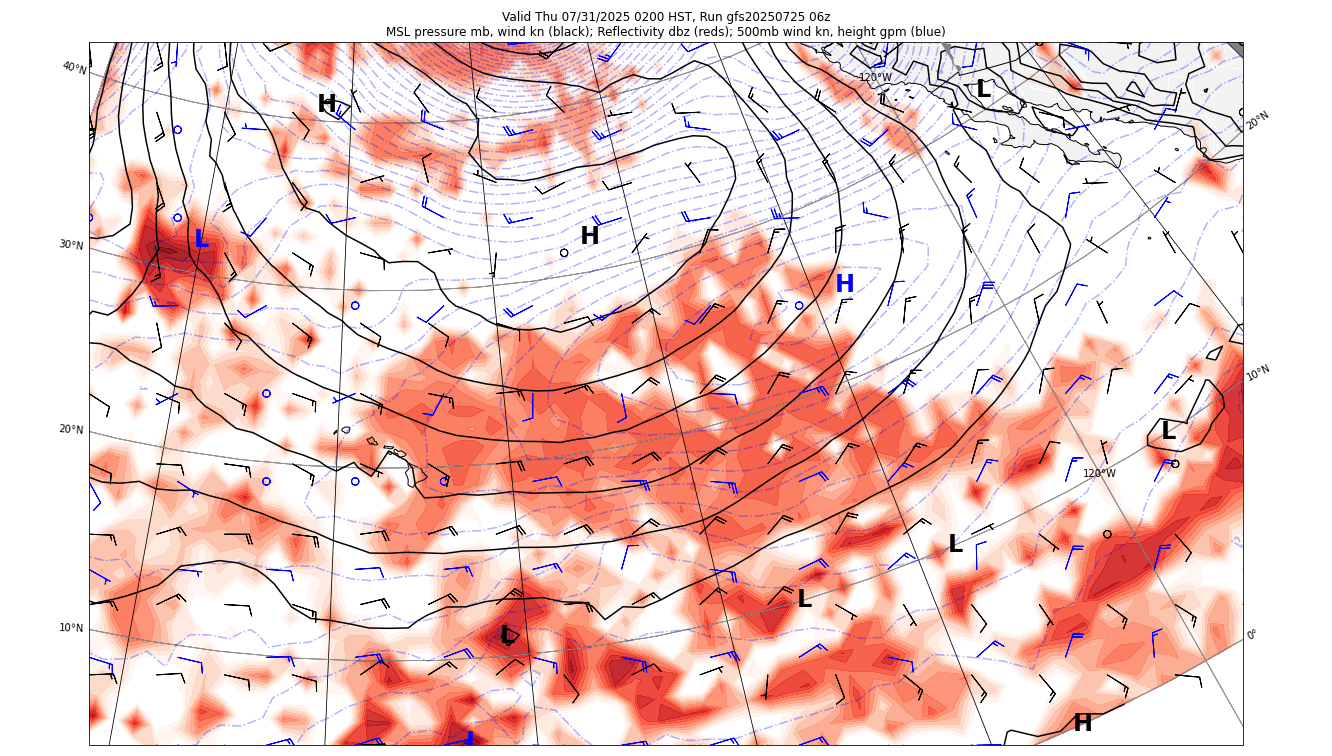 Valid Thu 07/31/2025 0200 HST, Run gfs20250725 06z
MSL pressure mb, wind kn (black); Reflectivity dbz (reds); 500mb wind kn, height gpm (blue)
40°N
120°W
L
H
20°N
30°N
L
H
H
10°N
20°N
L
120°W
L
L
10°N
L
0°
H
L